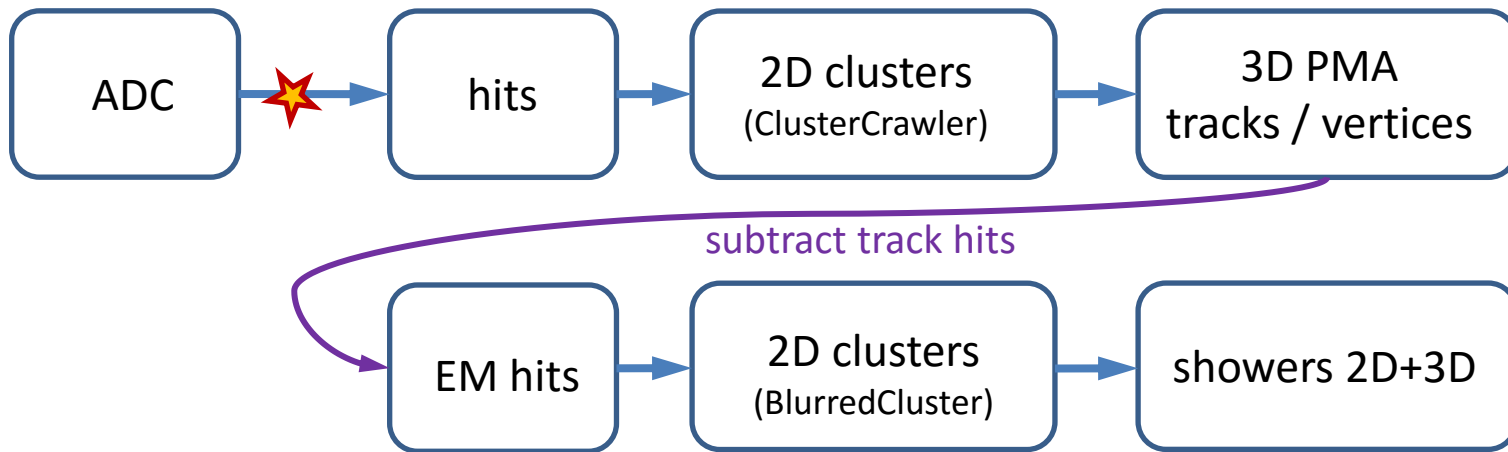 ADC
hits
2D clusters
(ClusterCrawler)
3D PMA
tracks / vertices
subtract track hits
EM hits
2D clusters
(BlurredCluster)
showers 2D+3D